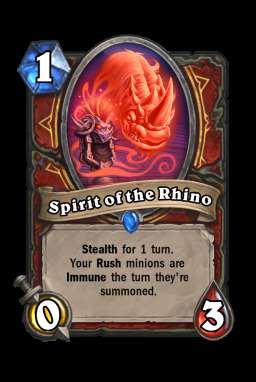 1
Spirit of the Rhino
Stealth for 1 turn.
Your Rush minions are
Immune the turn they're
summoned.
0
3